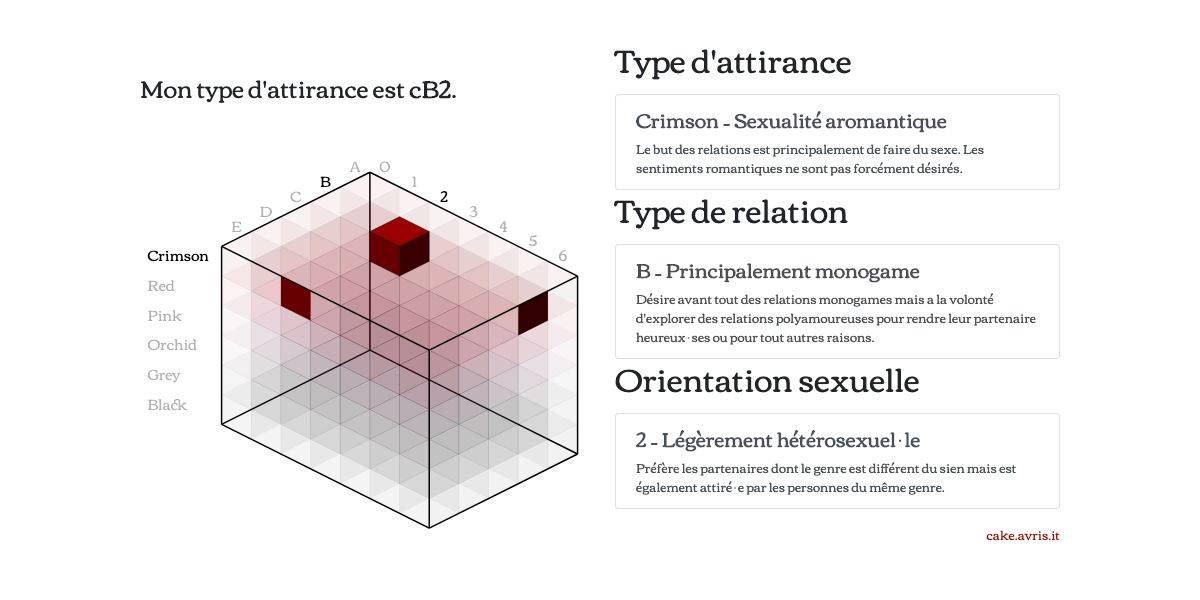 Mon type d'attirance est cB2.
A O
B 1
C 2
D 3
E 4
5
6
Crimson
Red
Pink
Orchid
Grey
Black
Type d'attirance
Crimson - Sexualité aromantique
Le but des relations est principalement de faire du sexe. Les
sentiments romantiques ne sont pas forcément désirés.
Type de relation
B - Principalement monogame
Désire avant tout des relations monogames mais a la volonté
d'explorer des relations polyamoureuses pour rendre leur partenaire
heureux·ses ou pour tout autres raisons.
Orientation sexuelle
2 - Légèrement hétérosexuel·le
Préfère les partenaires dont le genre est différent du sien mais est
également attiré·e par les personnes du même genre.
cake.avris.it